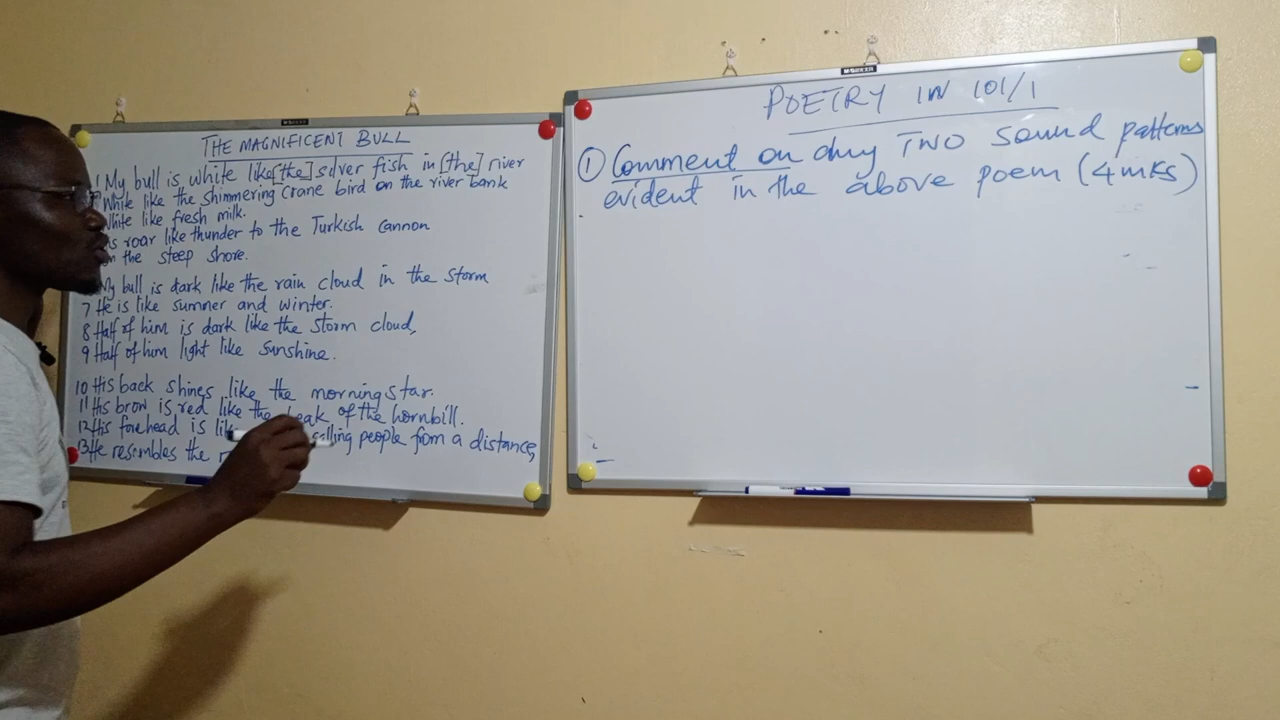 THE MAGNIFICENT BULL
1 My bull is white like [the] silver fish in [the] river
White like the shimmering crane bird on the river bank
White like fresh milk.
roar like thunder to the Turkish cannon
the steep shore.
My bull is dark like the rain cloud in the storm
7 He is like summer and winter.
8 Half of him is dark like the storm cloud,
9 Half of him light like sunshine.
10 His back shines like the morning star.
11 His brow is red like the beak of the hornbill.
12 His forehead is like people from a distance,
13 He resembles the
POETRY IN 101/1
① Comment on any TWO sound patterns
evident in the above poem (4mks)